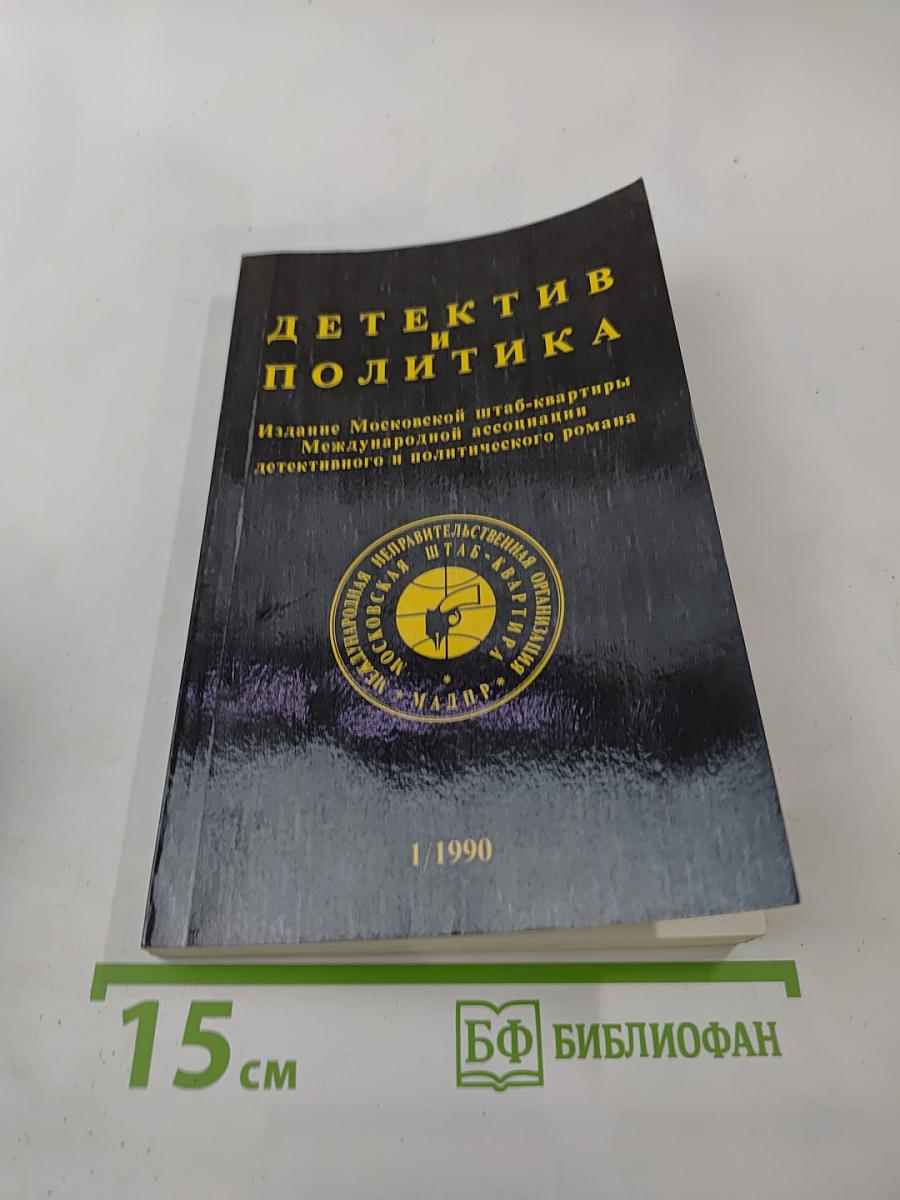 ДЕТЕКТИВ
И
ПОЛИТИКА
Издание Московской штаб-квартиры
Международной ассоциации
детективного и политического романа
МЕЖДУНАРОДНАЯ НЕПРАВИТЕЛЬСТВЕННАЯ ОРГАНИЗАЦИЯ
МОСКОВСКАЯ ШТАБ-КВАРТИРА
* МАДПР *
1/1990
15 см
БФ БИБЛИОФАН